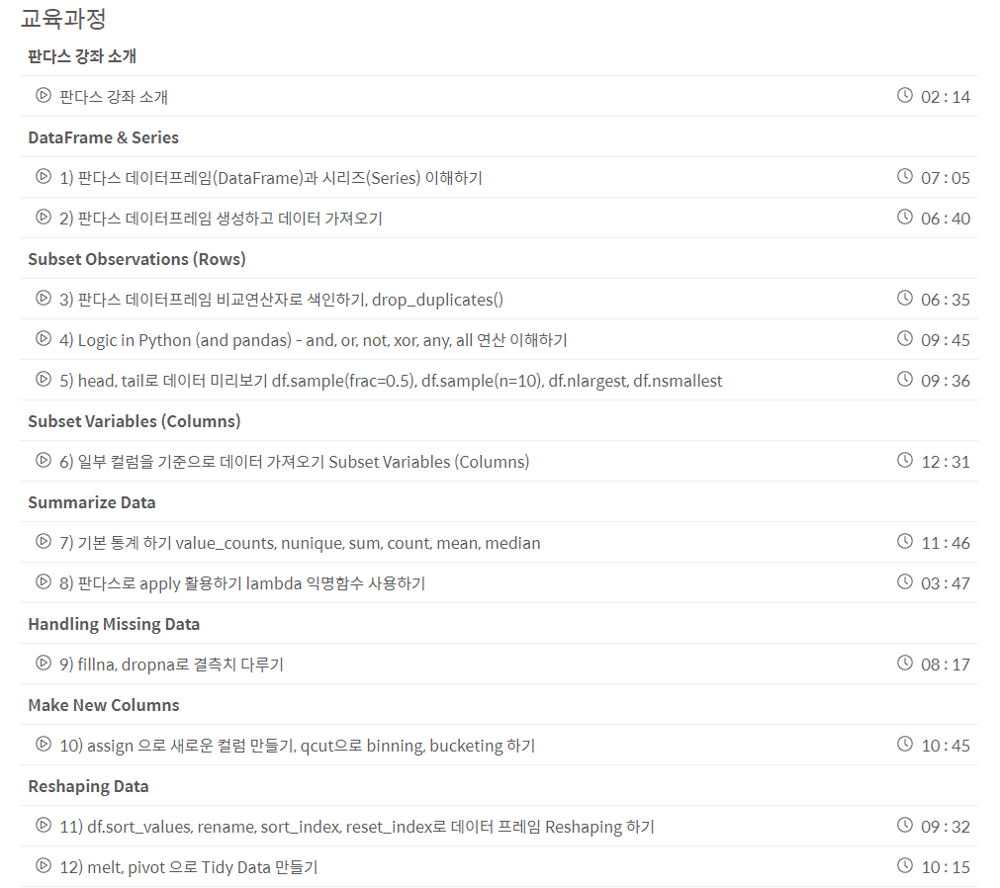 교육과정
판다스 강좌 소개
판다스 강좌 소개 02 : 14
DataFrame & Series
1) 판다스 데이터프레임(DataFrame)과 시리즈(Series) 이해하기 07 : 05
2) 판다스 데이터프레임 생성하고 데이터 가져오기 06 : 40
Subset Observations (Rows)
3) 판다스 데이터프레임 비교연산자로 색인하기, drop_duplicates() 06 : 35
4) Logic in Python (and pandas) - and, or, not, xor, any, all 연산 이해하기 09 : 45
5) head, tail로 데이터 미리보기 df.sample(frac=0.5), df.sample(n=10), df.nlargest, df.nsmallest 09 : 36
Subset Variables (Columns)
6) 일부 컬럼을 기준으로 데이터 가져오기 Subset Variables (Columns) 12 : 31
Summarize Data
7) 기본 통계 하기 value_counts, nunique, sum, count, mean, median 11 : 46
8) 판다스로 apply 활용하기 lambda 익명함수 사용하기 03 : 47
Handling Missing Data
9) fillna, dropna로 결측치 다루기 08 : 17
Make New Columns
10) assign 으로 새로운 컬럼 만들기, qcut으로 binning, bucketing 하기 10 : 45
Reshaping Data
11) df.sort_values, rename, sort_index, reset_index로 데이터 프레임 Reshaping 하기 09 : 32
12) melt, pivot 으로 Tidy Data 만들기 10 : 15